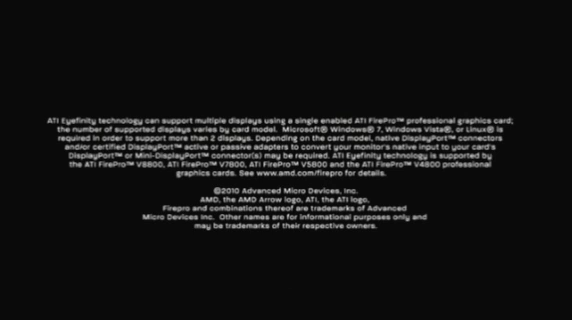 ATI Eyefinity technology can support multiple displays using a single enabled ATI FirePro™ professional graphics card;
the number of supported displays varies by card model. Microsoft® Windows® 7, Windows Vista®, or Linux® is
required in order to support more than 2 displays. Depending on the card model, native DisplayPort™ connectors
and/or certified DisplayPort™ active or passive adapters to convert your monitor's native input to your card's
DisplayPort™ or Mini-DisplayPort™ connector(s) may be required. ATI Eyefinity technology is supported by
the ATI FirePro™ V8800, ATI FirePro™ V7800, ATI FirePro™ V5800 and the ATI FirePro™ V4800 professional
graphics cards. See www.amd.com/firepro for details.
©2010 Advanced Micro Devices, Inc.
AMD, the AMD Arrow logo, ATI, the ATI logo,
Firepro and combinations thereof are trademarks of Advanced
Micro Devices Inc. Other names are for informational purposes only and
may be trademarks of their respective owners.